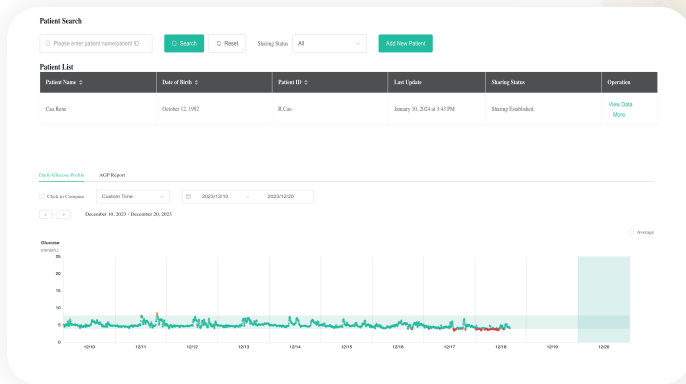 Patient Search
Please enter patient name/patient ID.
Search
Reset
Sharing Status
All
Add New Patient
Patient List
Patient Name
Date of Birth
Patient ID
Last Update
Sharing Status
Operation
Cao Rene
October 12, 1992
R.Cao
January 10, 2024 at 3:43 PM
Sharing Established
View Data
More
Daily Glucose Profile
AGP Report
Click to Compare
Custom Time
2023/12/10 - 2023/12/20
< >
December 10, 2023 - December 20, 2023
Average
Glucose
(mmol/L)
25
20
15
10
5
0
12/10 12/11 12/12 12/13 12/14 12/15 12/16 12/17 12/18 12/19 12/20